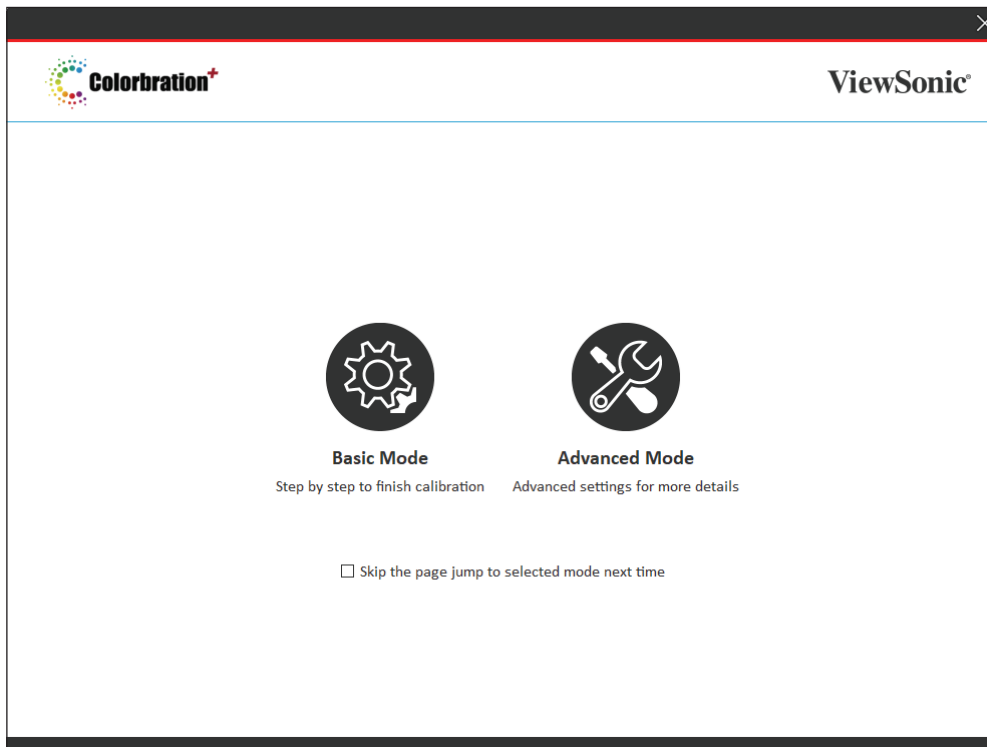 Colorbration+
ViewSonic®
Basic Mode
Advanced Mode
Step by step to finish calibration
Advanced settings for more details
Skip the page jump to selected mode next time